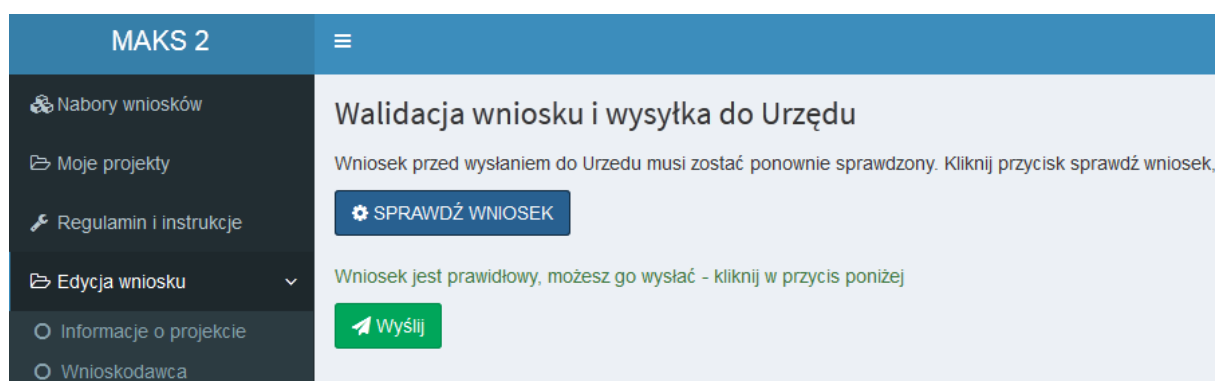 MAKS 2
Nabory wniosków
Moje projekty
Regulamin i instrukcje
Edycja wniosku
Informacje o projekcie
Wnioskodawca
Walidacja wniosku i wysyłka do Urzędu
Wniosek przed wysłaniem do Urzedu musi zostać ponownie sprawdzony. Kliknij przycisk sprawdź wniosek,
SPRAWDŹ WNIOSEK
Wniosek jest prawidłowy, możesz go wysłać - kliknij w przycis poniżej
Wyślij